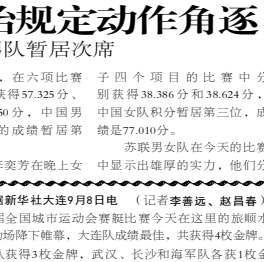 治规定动作角逐
队暂居次席
，在六项比赛
获得57.325分、
50分，中国男
的成绩暂居第
李奕芳在晚上女
子四个项目的比赛中分
别获得38.386分和38.624分，
中国女队积分暂居第三位，成
绩是77.010分。
苏联男女队在今天的比赛
中显示出雄厚的实力，他们分
据新华社大连9月8日电 （记者李善远、赵昌春）
届全国城市运动会赛艇比赛今天在这里的旅顺水
动场降下帷幕，大连队成绩最佳，共获得4枚金牌。
队获得3枚金牌，武汉、长沙和海军队各获1枚金